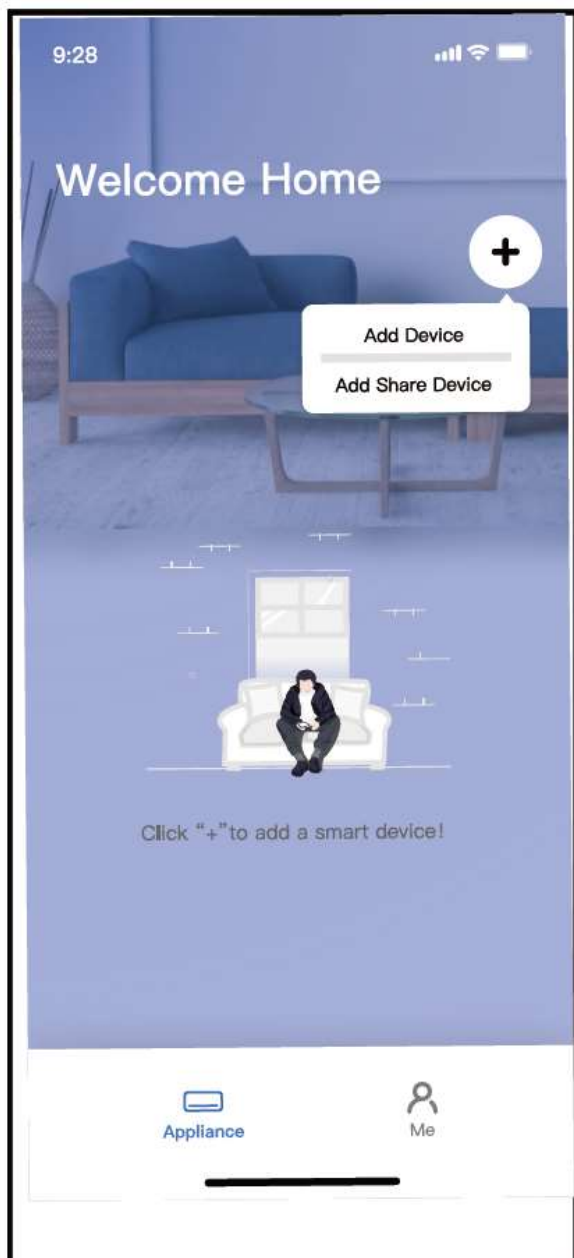 9:28
Welcome Home
+
Add Device
Add Share Device
Click “+”to add a smart device!
Appliance
Me